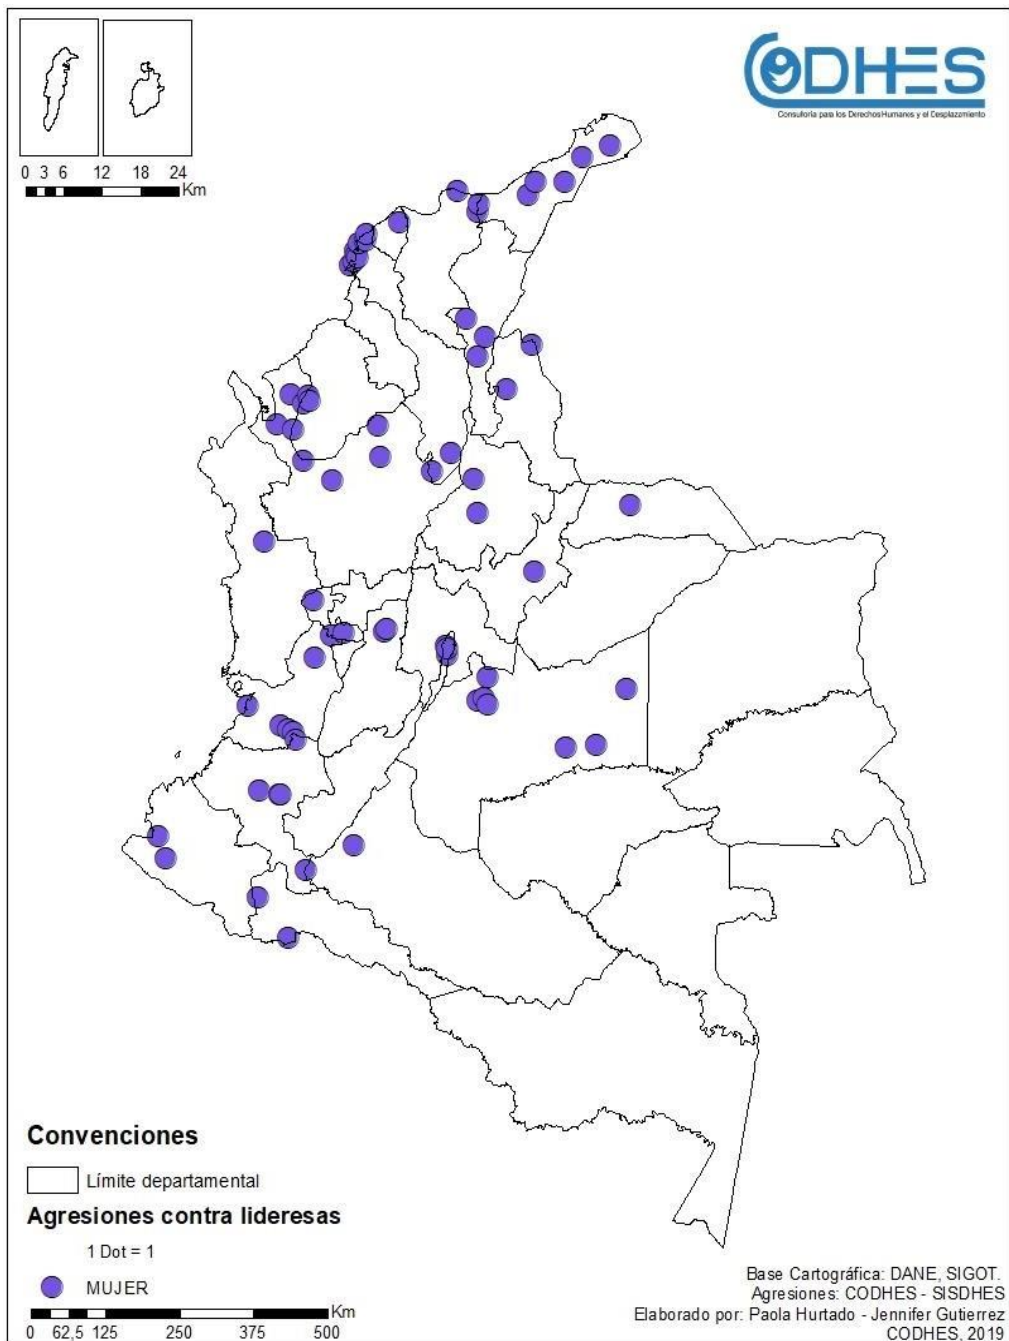 CODHES
Consultoría para los Derechos Humanos y el Desplazamiento
0 3 6 12 18 24
Km
Convenciones
Límite departamental
Agresiones contra lideresas
1 Dot = 1
MUJER
Km
0 62,5 125 250 375 500
Base Cartográfica: DANE, SIGOT.
Agresiones: CODHES - SISDHES
Elaborado por: Paola Hurtado - Jennifer Gutierrez
CODHES, 2019